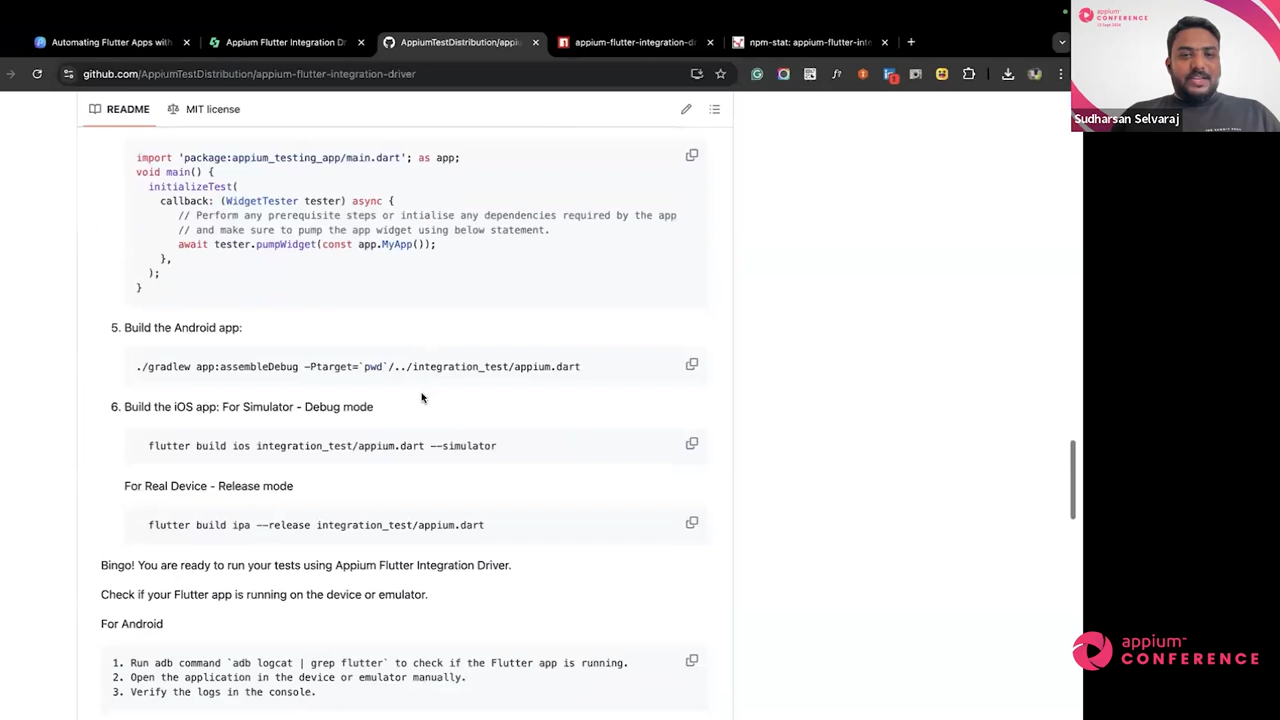 Automating Flutter Apps with
Appium Flutter Integration Dr
AppiumTestDistribution/appiu
appium-flutter-integration-dr
npm-stat: appium-flutter-inte
github.com/AppiumTestDistribution/appium-flutter-integration-driver
appium CONFERENCE
Sudharsan Selvaraj
README
MIT license
import 'package:appium_testing_app/main.dart'; as app;
void main() {
initializeTest(
callback: (WidgetTester tester) async {
// Perform any prerequisite steps or intialise any dependencies required by the app
// and make sure to pump the app widget using below statement.
await tester.pumpWidget(const app.MyApp());
},
);
}
5. Build the Android app:
./gradlew app:assembleDebug -Ptarget=`pwd`/../integration_test/appium.dart
6. Build the iOS app: For Simulator - Debug mode
flutter build ios integration_test/appium.dart --simulator
For Real Device - Release mode
flutter build ipa --release integration_test/appium.dart
Bingo! You are ready to run your tests using Appium Flutter Integration Driver.
Check if your Flutter app is running on the device or emulator.
For Android
1. Run adb command `adb logcat | grep flutter` to check if the Flutter app is running.
2. Open the application in the device or emulator manually.
3. Verify the logs in the console.
appium™
CONFERENCE